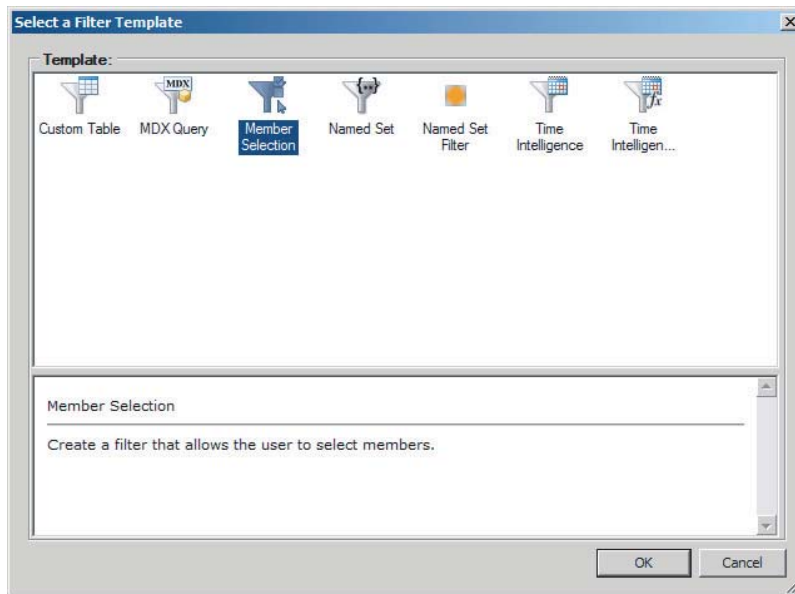 Select a Filter Template
Template:
MDX
{··}
fx
Custom Table MDX Query Member Selection Named Set Named Set Filter Time Intelligence Time Intelligen...
Member Selection
Create a filter that allows the user to select members.
OK Cancel